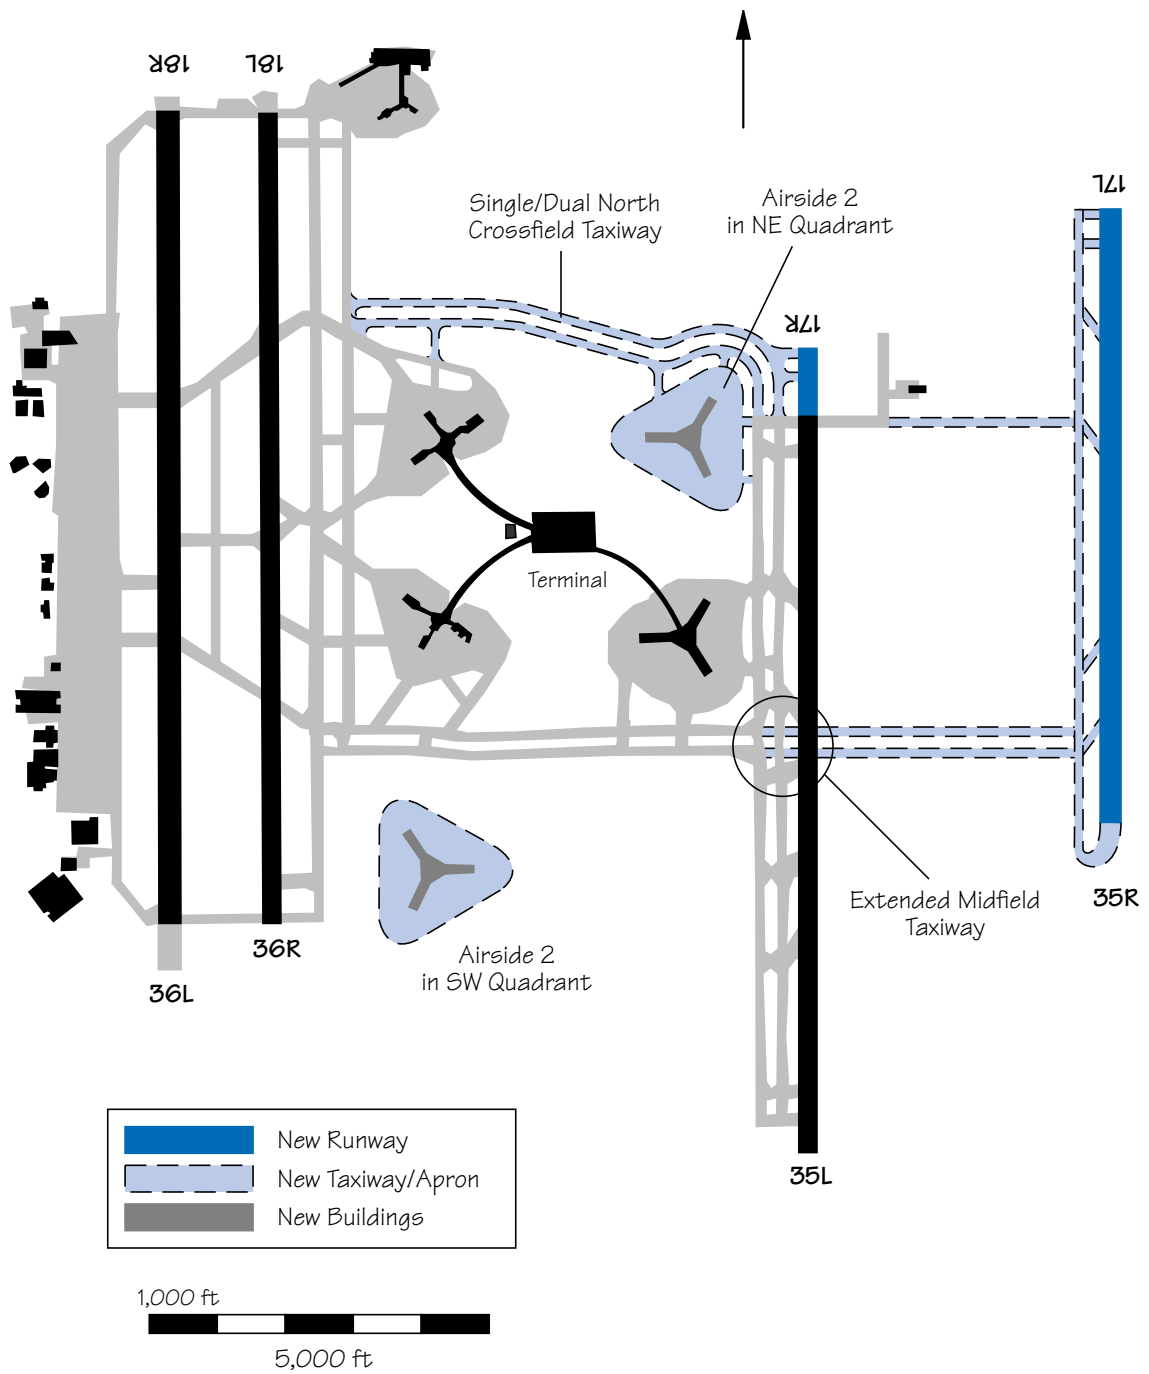 18R
18L
17L
Single/Dual North
Crossfield Taxiway
Airside 2
in NE Quadrant
17R
Terminal
Extended Midfield
Taxiway
35R
36R
36L
Airside 2
in SW Quadrant
35L
New Runway
New Taxiway/Apron
New Buildings
1,000 ft
5,000 ft